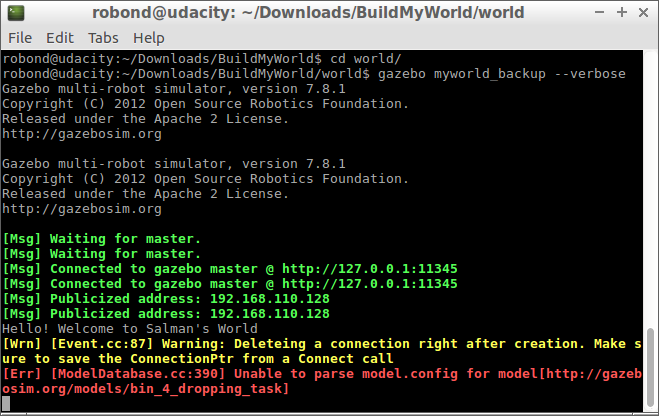 robond@udacity: ~/Downloads/BuildMyWorld/world
File Edit Tabs Help
robond@udacity:~/Downloads/BuildMyWorld$ cd world/
robond@udacity:~/Downloads/BuildMyWorld/world$ gazebo myworld_backup --verbose
Gazebo multi-robot simulator, version 7.8.1
Copyright (C) 2012 Open Source Robotics Foundation.
Released under the Apache 2 License.
http://gazebosim.org
Gazebo multi-robot simulator, version 7.8.1
Copyright (C) 2012 Open Source Robotics Foundation.
Released under the Apache 2 License.
http://gazebosim.org
[Msg] Waiting for master.
[Msg] Waiting for master.
[Msg] Connected to gazebo master @ http://127.0.0.1:11345
[Msg] Connected to gazebo master @ http://127.0.0.1:11345
[Msg] Publicized address: 192.168.110.128
[Msg] Publicized address: 192.168.110.128
Hello! Welcome to Salman's World
[Wrn] [Event.cc:87] Warning: Deleteing a connection right after creation. Make s
ure to save the ConnectionPtr from a Connect call
[Err] [ModelDatabase.cc:390] Unable to parse model.config for model[http://gazeb
osim.org/models/bin_4_dropping_task]